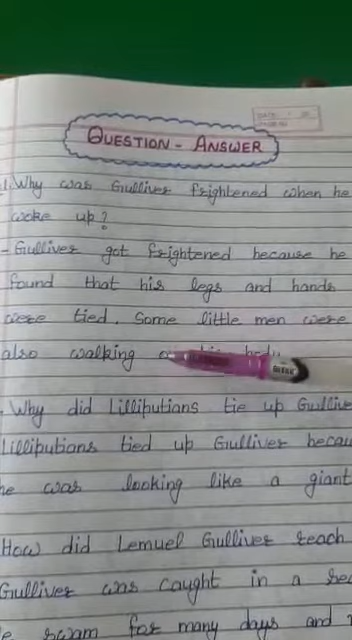 QUESTION - ANSWER
1. Why was Gulliver frightened when he
woke up?
- Gulliver got frightened because he
found that his legs and hands
were tied. Some little men were
also walking body.
. Why did Lilliputians tie up Gullive
Lilliputians tied up Gulliver becau
he was looking like a giant
How did Lemuel Gulliver reach
Gulliver was caught in a
swam for many days and